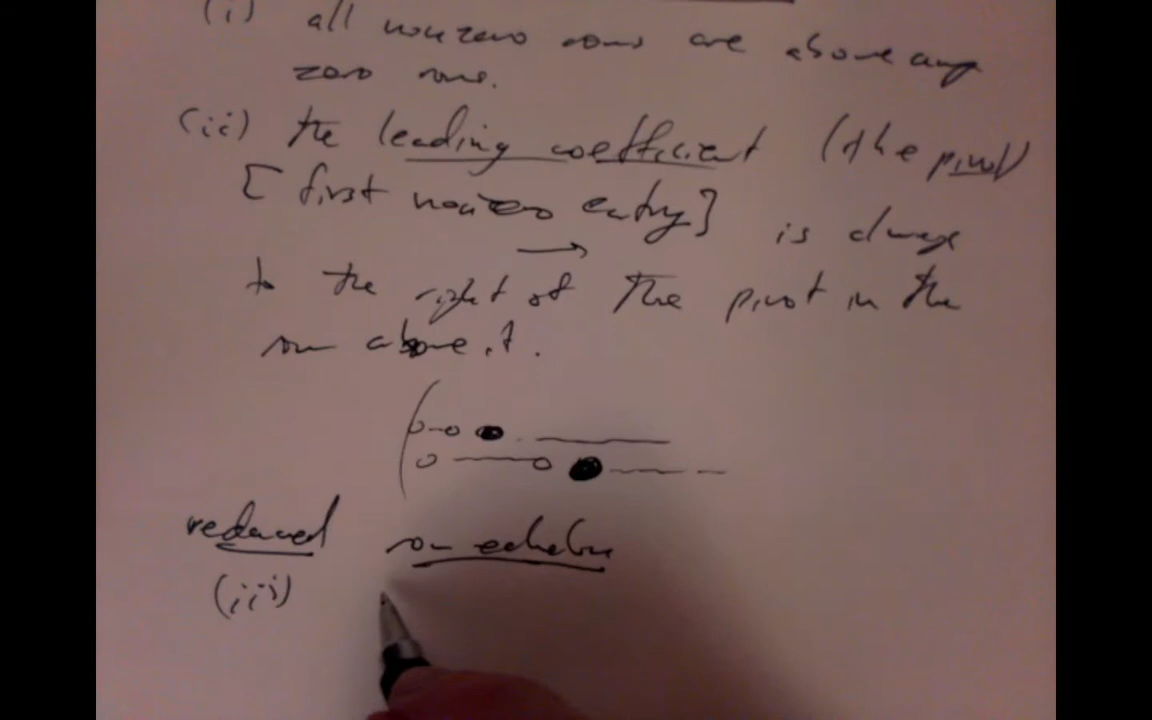 (i) all nonzero rows are above any
zero rows.
(ii) the leading coefficient (of the pivot)
[first nonzero entry] is always
to the right of the pivot in the
row above it.
reduced row echelon
(iii)